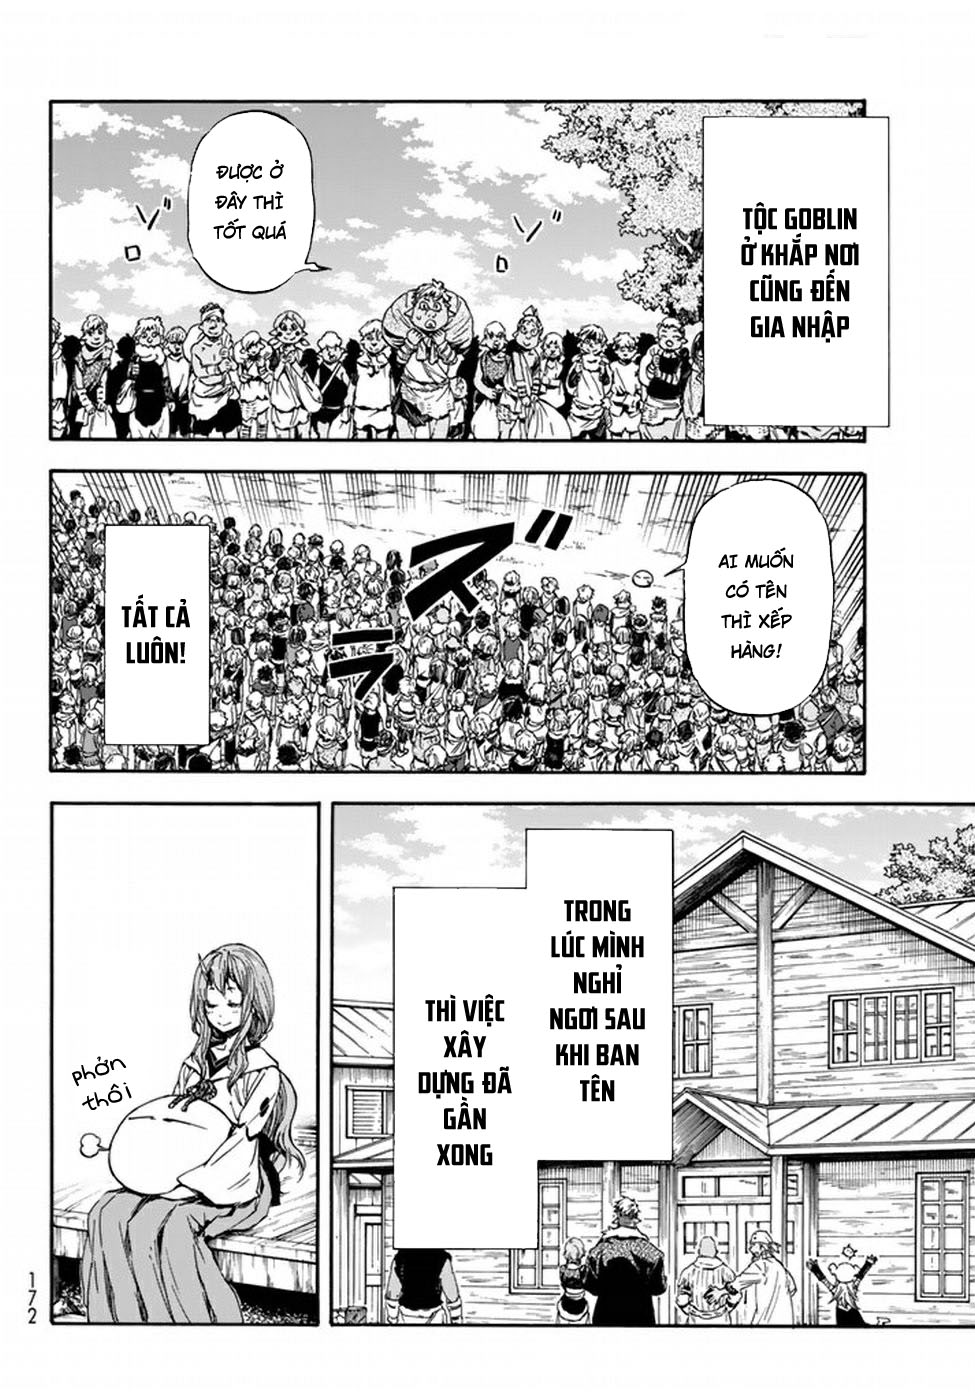 TỘC GOBLIN
Ở KHẮP NƠI
CŨNG ĐẾN
GIA NHẬP
ĐƯỢC Ở
ĐÂY THÌ
TỐT QUÁ
AI MUỐN
CÓ TÊN
THÌ XẾP
HÀNG!
TẤT CẢ
LUÔN!
TRONG
LÚC MÌNH
NGHỈ
NGƠI SAU
KHI BAN
TÊN
THÌ VIỆC
XÂY
DỰNG ĐÃ
GẦN
XONG
phởn
thôi
172